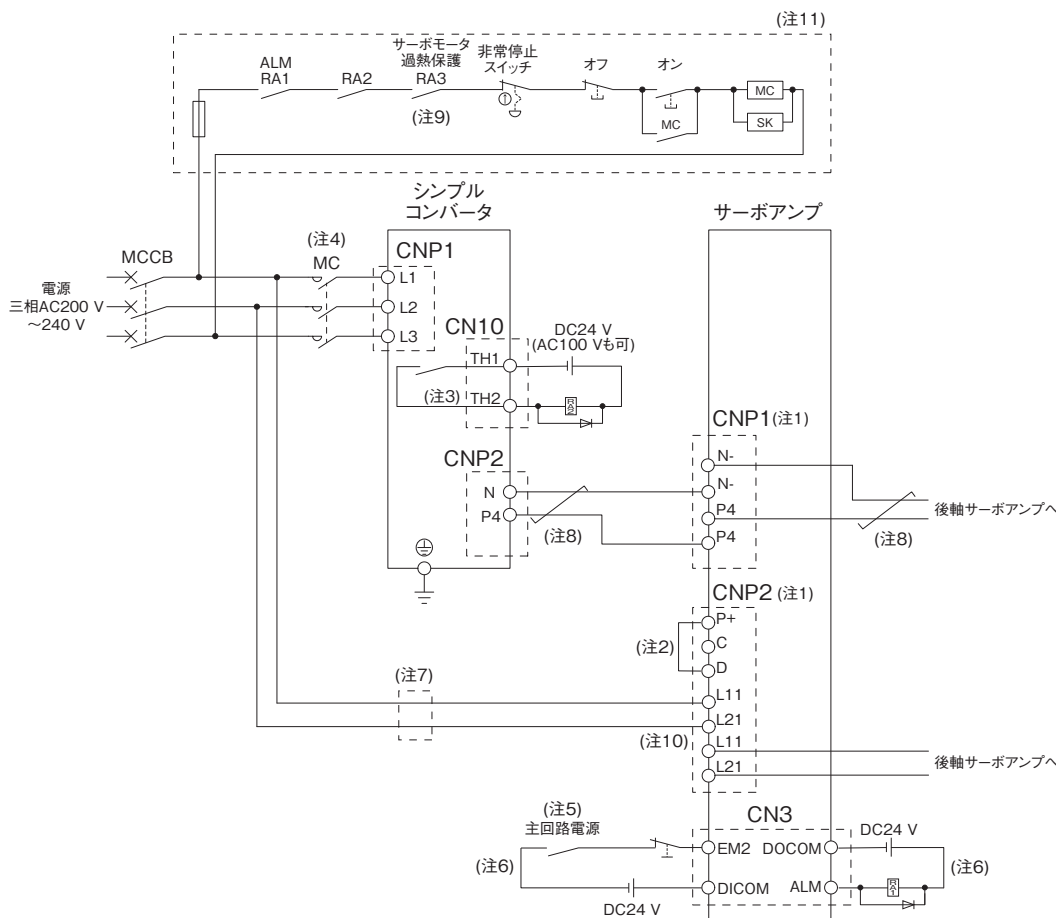 (注11)
サーボモータ
過熱保護
非常停止
スイッチ
オフ
オン
ALM
RA1
RA2
RA3
(注9)
MC
SK
MC
シンプル
コンバータ
サーボアンプ
MCCB
(注4)
MC
CNP1
電源
三相AC200 V
～240 V
L1
L2
L3
CN10
DC24 V
(AC100 Vも可)
TH1
(注3)
TH2
RA2
CNP2
N
P4
(注8)
CNP1(注1)
N-
N-
P4
P4
後軸サーボアンプへ
(注8)
CNP2(注1)
P+
(注2)
C
D
(注7)
L11
L21
(注10)
L11
L21
後軸サーボアンプへ
CN3
(注5)
主回路電源
(注6)
EM2
DOCOM
DC24 V
(注6)
DICOM
ALM
RA1
DC24 V